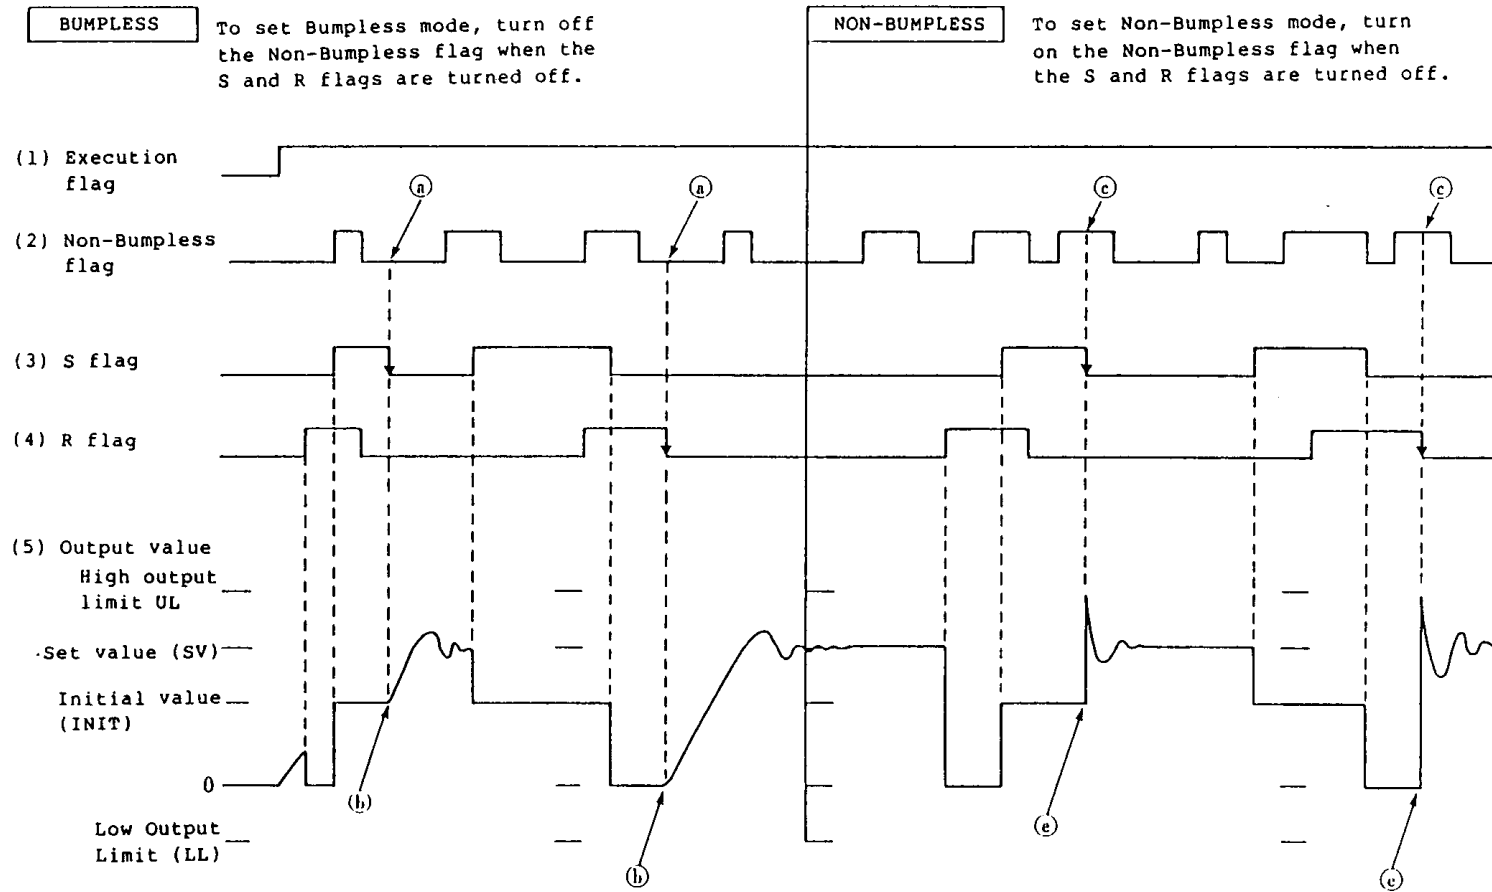 BUMPLESS
To set Bumpless mode, turn off
the Non-Bumpless flag when the
S and R flags are turned off.
NON-BUMPLESS
To set Non-Bumpless mode, turn
on the Non-Bumpless flag when
the S and R flags are turned off.
(1) Execution
flag
a
a
c
c
(2) Non-Bumpless
flag
(3) S flag
(4) R flag
(5) Output value
High output
limit UL
Set value (SV)
Initial value
(INIT)
0
b
e
Low Output
Limit (LL)
b